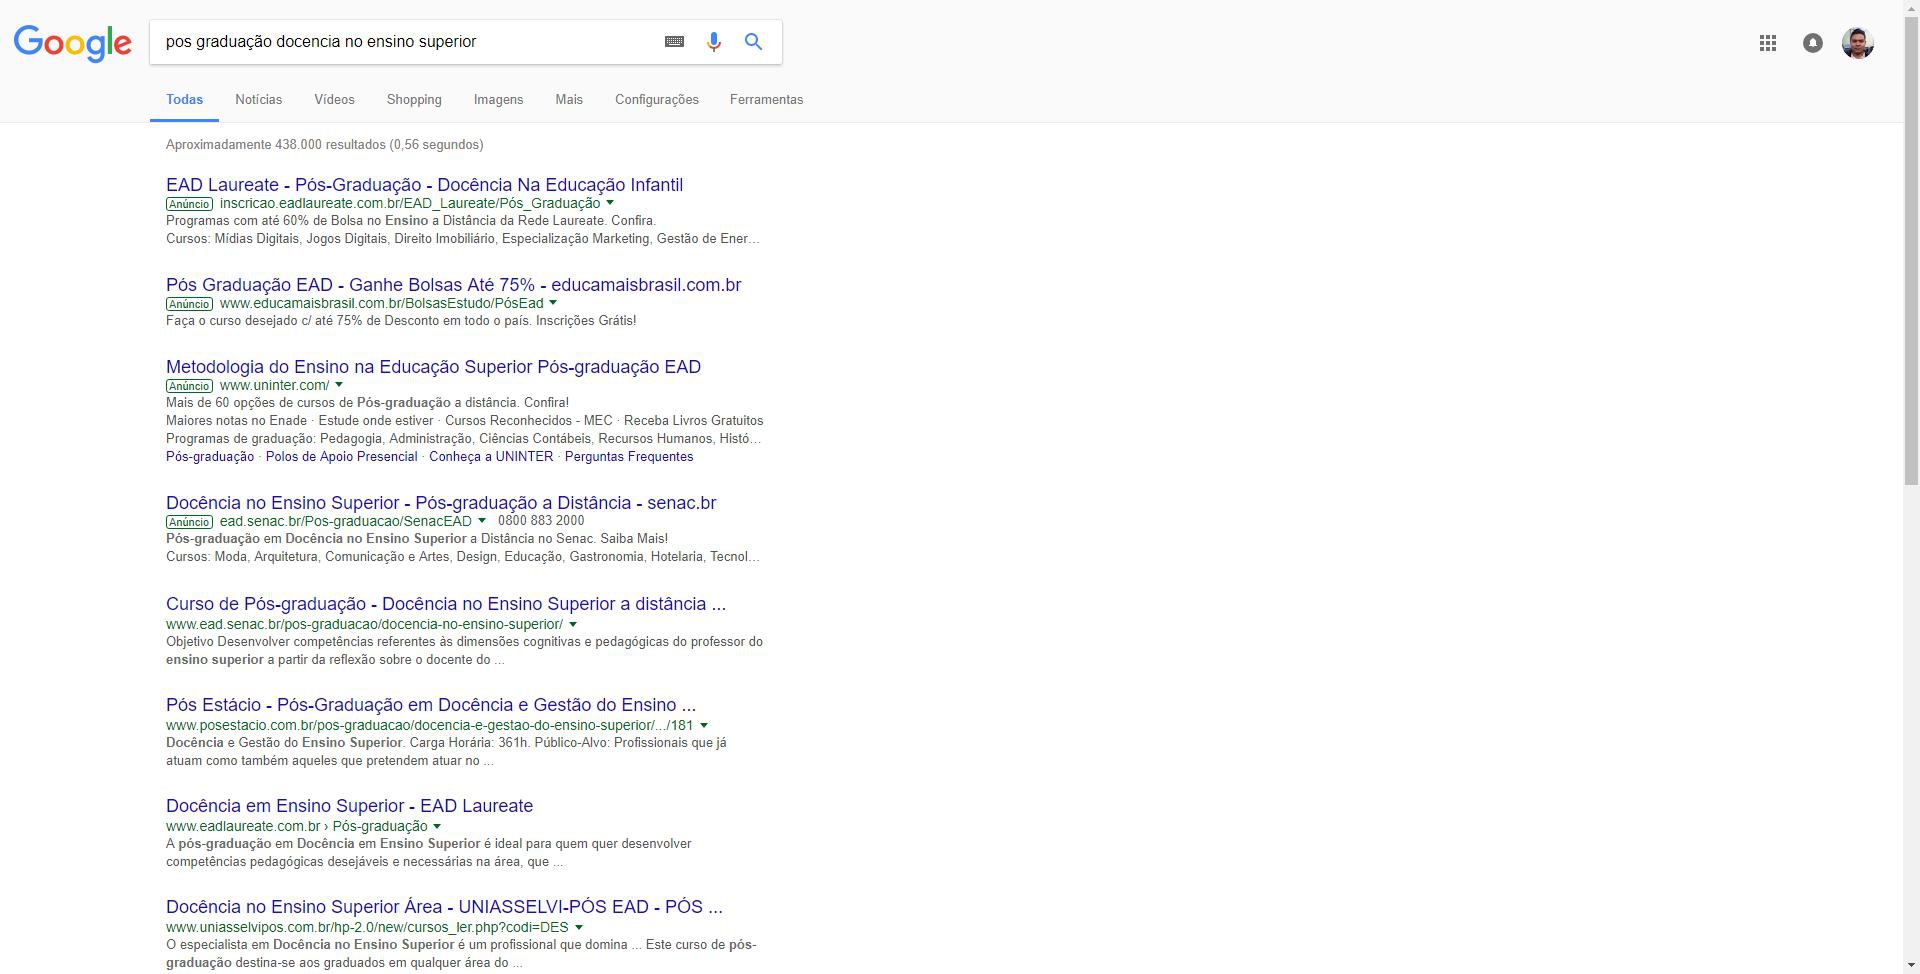 Google
pos graduação docencia no ensino superior
Todas Notícias Vídeos Shopping Imagens Mais Configurações Ferramentas
Aproximadamente 438.000 resultados (0,56 segundos)
EAD Laureate - Pós-Graduação - Docência Na Educação Infantil
Anúncio inscricao.eadlaureate.com.br/EAD_Laureate/Pós_Graduação
Programas com até 60% de Bolsa no Ensino a Distância da Rede Laureate. Confira.
Cursos: Mídias Digitais, Jogos Digitais, Direito Imobiliário, Especialização Marketing, Gestão de Ener…
Pós Graduação EAD - Ganhe Bolsas Até 75% - educamaisbrasil.com.br
Anúncio www.educamaisbrasil.com.br/BolsasEstudo/PósEad
Faça o curso desejado c/ até 75% de Desconto em todo o país. Inscrições Grátis!
Metodologia do Ensino na Educação Superior Pós-graduação EAD
Anúncio www.uninter.com/
Mais de 60 opções de cursos de Pós-graduação a distância. Confira!
Maiores notas no Enade · Estude onde estiver · Cursos Reconhecidos - MEC · Receba Livros Gratuitos
Programas de graduação: Pedagogia, Administração, Ciências Contábeis, Recursos Humanos, Histó…
Pós-graduação · Polos de Apoio Presencial · Conheça a UNINTER · Perguntas Frequentes
Docência no Ensino Superior - Pós-graduação a Distância - senac.br
Anúncio ead.senac.br/Pos-graduacao/SenacEAD 0800 883 2000
Pós-graduação em Docência no Ensino Superior a Distância no Senac. Saiba Mais!
Cursos: Moda, Arquitetura, Comunicação e Artes, Design, Educação, Gastronomia, Hotelaria, Tecnol…
Curso de Pós-graduação - Docência no Ensino Superior a distância ...
www.ead.senac.br/pos-graduacao/docencia-no-ensino-superior/
Objetivo Desenvolver competências referentes às dimensões cognitivas e pedagógicas do professor do
ensino superior a partir da reflexão sobre o docente do ...
Pós Estácio - Pós-Graduação em Docência e Gestão do Ensino ...
www.posestacio.com.br/pos-graduacao/docencia-e-gestao-do-ensino-superior/.../181
Docência e Gestão do Ensino Superior. Carga Horária: 361h. Público-Alvo: Profissionais que já
atuam como também aqueles que pretendem atuar no ...
Docência em Ensino Superior - EAD Laureate
www.eadlaureate.com.br › Pós-graduação
A pós-graduação em Docência em Ensino Superior é ideal para quem quer desenvolver
competências pedagógicas desejáveis e necessárias na área, que ...
Docência no Ensino Superior Área - UNIASSELVI-PÓS EAD - PÓS ...
www.uniasselvipos.com.br/hp-2.0/new/cursos_ler.php?codi=DES
O especialista em Docência no Ensino Superior é um profissional que domina ... Este curso de pós-
graduação destina-se aos graduados em qualquer área do ...